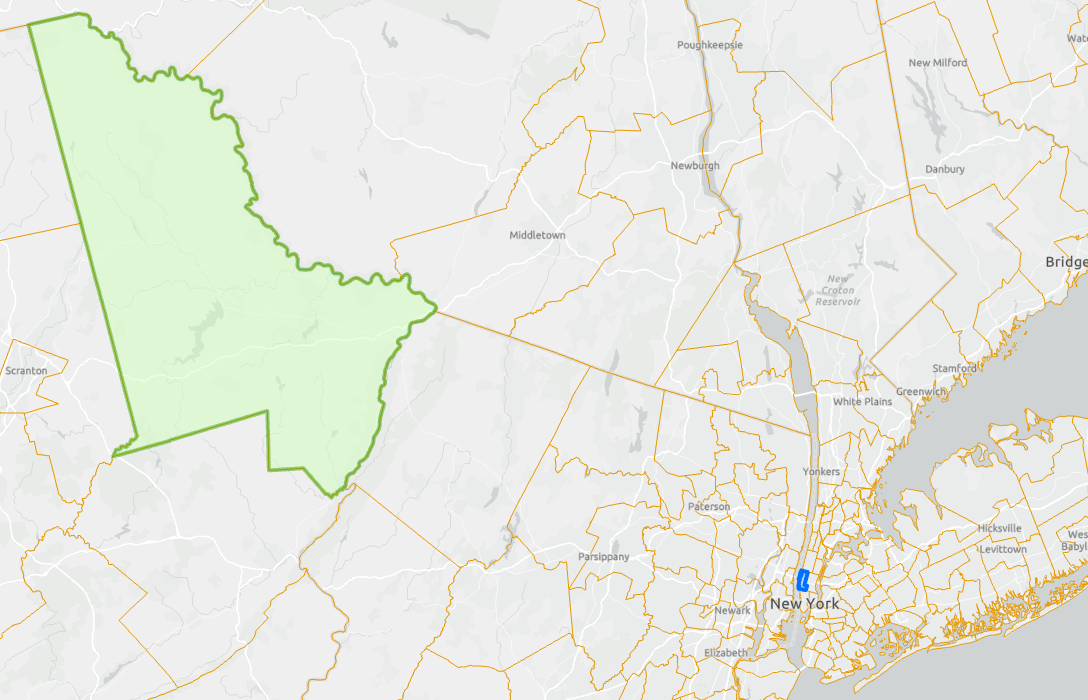 Poughkeepsie
Wate
New Milford
Newburgh
Danbury
Middletown
Bridge
New
Croton
Reservoir
Scranton
Stamford
Greenwich
White Plains
Yonkers
Paterson
Hicksville
Levittown
Wes
Babyl
Parsippany
New York
Newark
Elizabeth